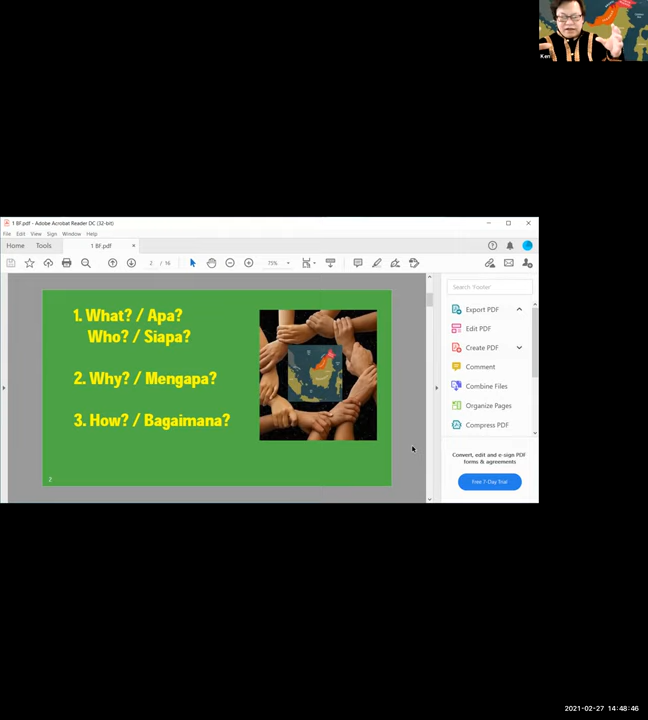 Ken
1 BF.pdf - Adobe Acrobat Reader DC (32-bit)
File Edit View Sign Window Help
Home Tools 1 BF.pdf ×
2 / 16 75%
1. What? / Apa?
Who? / Siapa?
2. Why? / Mengapa?
3. How? / Bagaimana?
2
Search 'Footer'
Export PDF
Edit PDF
Create PDF
Comment
Combine Files
Organize Pages
Compress PDF
Convert, edit and e-sign PDF
forms & agreements
Free 7-Day Trial
2021-02-27 14:48:46